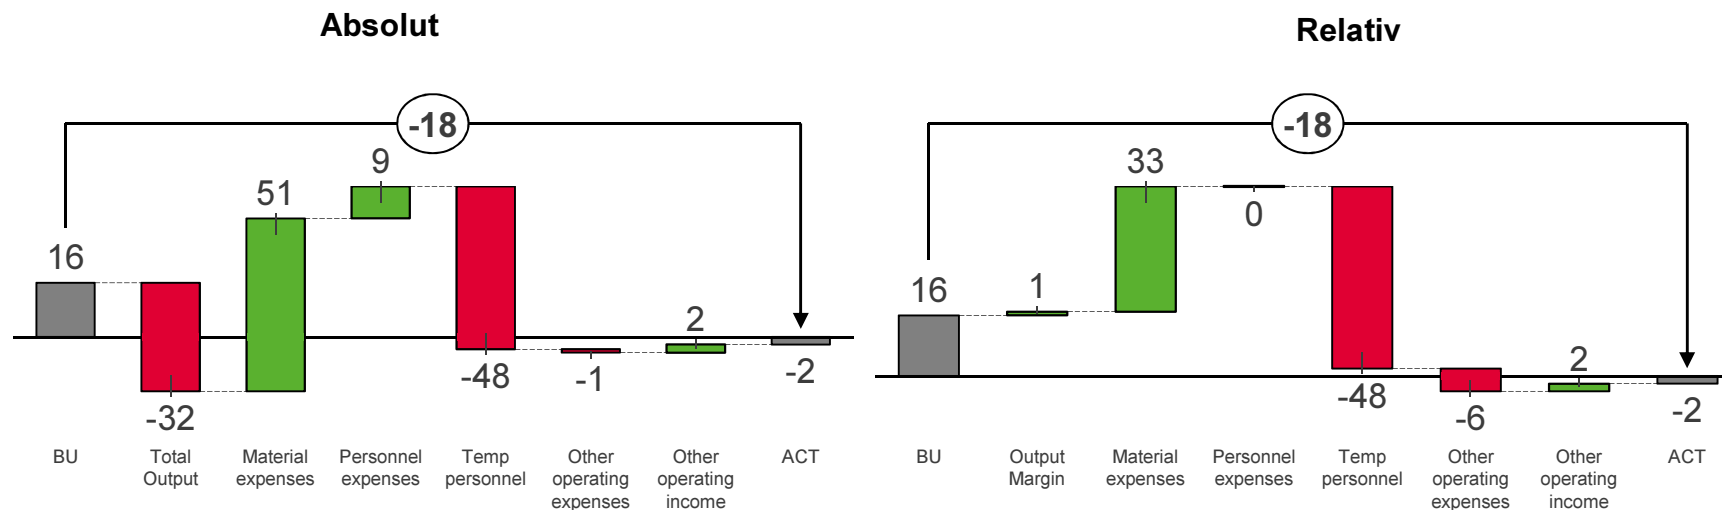 Absolut
-18
16
-32
51
9
-48
-1
2
-2
BU
Total
Output
Material
expenses
Personnel
expenses
Temp
personnel
Other
operating
expenses
Other
operating
income
ACT
Relativ
-18
16
1
33
0
-48
-6
2
-2
BU
Output
Margin
Material
expenses
Personnel
expenses
Temp
personnel
Other
operating
expenses
Other
operating
income
ACT